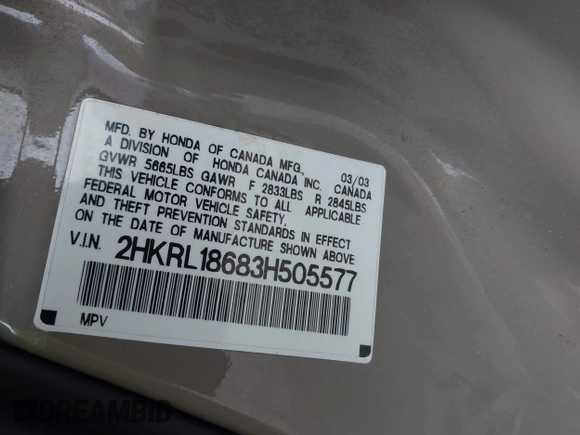 MFD. BY HONDA OF CANADA MFG., 03/03
A DIVISION OF HONDA CANADA INC. CANADA
GVWR 5665LBS GAWR F 2833LBS R 2845LBS
THIS VEHICLE CONFORMS TO ALL APPLICABLE
FEDERAL MOTOR VEHICLE SAFETY,
AND THEFT PREVENTION STANDARDS IN EFFECT
ON THE DATE OF MANUFACTURE SHOWN ABOVE
V.I.N. 2HKRL18683H505577
MPV
DREAMBID